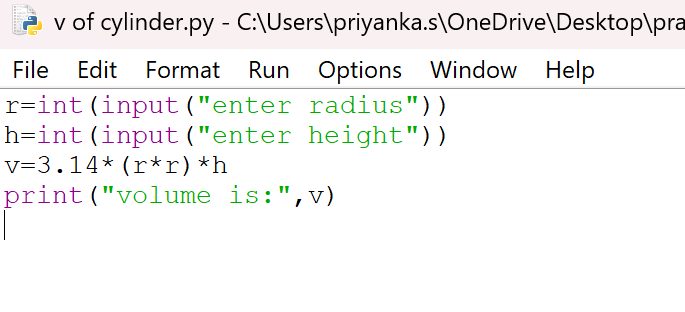 v of cylinder.py - C:\Users\priyanka.s\OneDrive\Desktop\pra
File Edit Format Run Options Window Help
r=int(input("enter radius"))
h=int(input("enter height"))
v=3.14*(r*r)*h
print("volume is:",v)